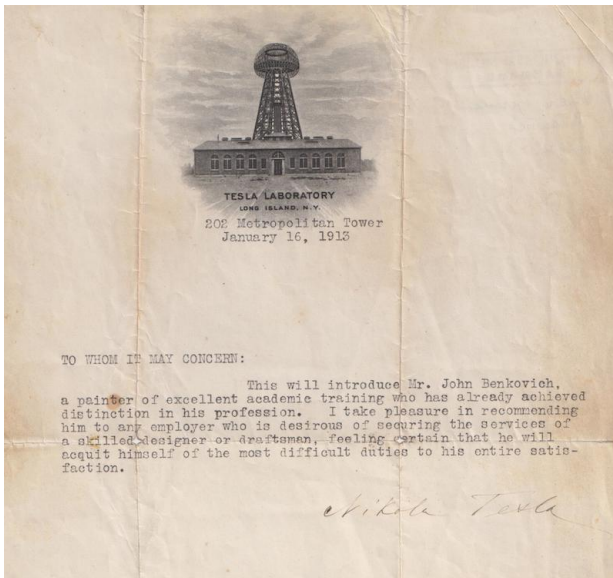 TESLA LABORATORY
LONG ISLAND, N.Y.
202 Metropolitan Tower
January 16, 1913
TO WHOM IT MAY CONCERN:
This will introduce Mr. John Benkovich,
a painter of excellent academic training who has already achieved
distinction in his profession. I take pleasure in recommending
him to any employer who is desirous of securing the services of
a skilled designer or draftsman, feeling certain that he will
acquit himself of the most difficult duties to his entire satis-
faction.
Nikola Tesla